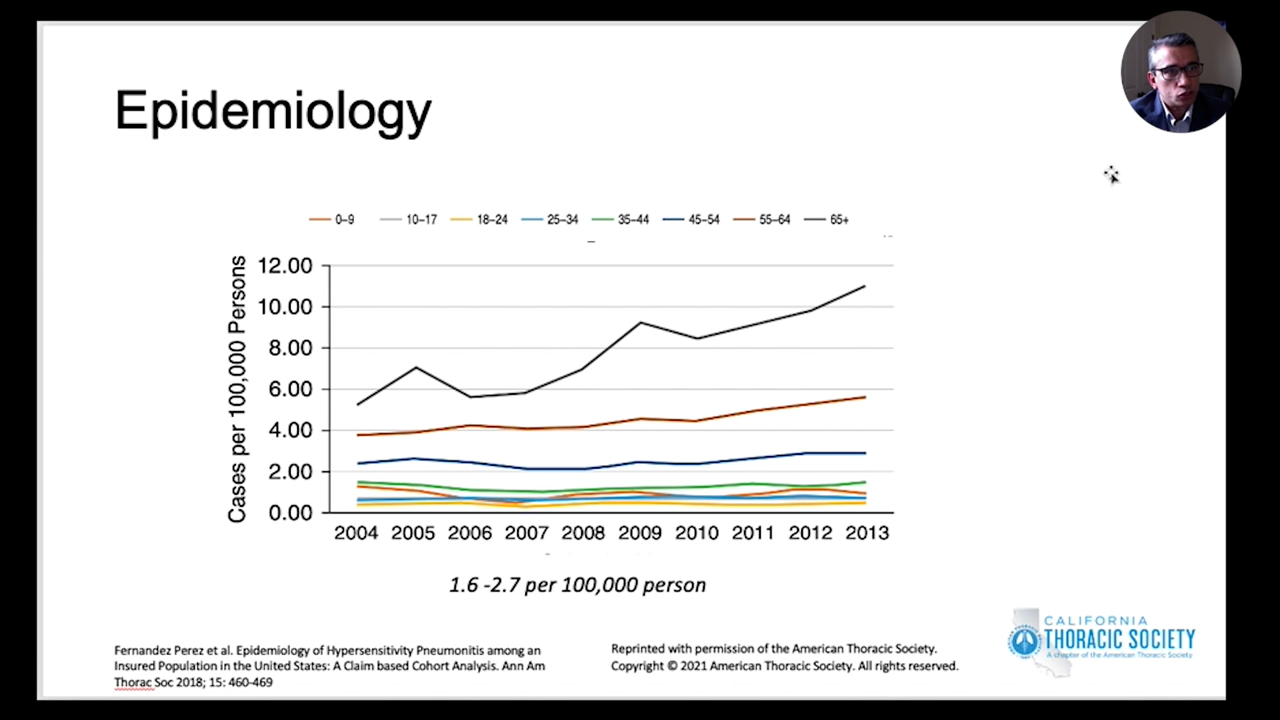 Epidemiology
0–9 10–17 18–24 25–34 35–44 45–54 55–64 65+
Cases per 100,000 Persons
12.00
10.00
8.00
6.00
4.00
2.00
0.00
2004 2005 2006 2007 2008 2009 2010 2011 2012 2013
1.6 -2.7 per 100,000 person
Fernandez Perez et al. Epidemiology of Hypersensitivity Pneumonitis among an
Insured Population in the United States: A Claim based Cohort Analysis. Ann Am
Thorac Soc 2018; 15: 460-469
Reprinted with permission of the American Thoracic Society.
Copyright © 2021 American Thoracic Society. All rights reserved.
CALIFORNIA
THORACIC SOCIETY
A chapter of the American Thoracic Society